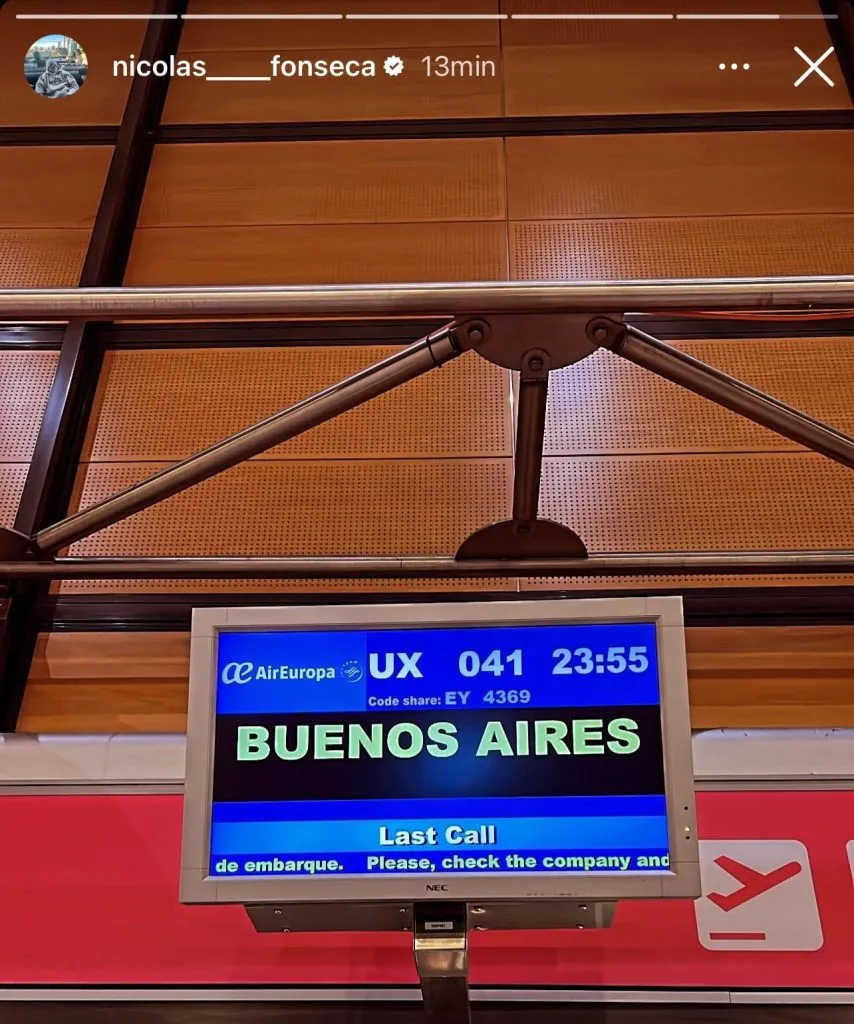 nicolas____fonseca 13min
AirEuropa UX 041 23:55
Code share: EY 4369
BUENOS AIRES
Last Call
de embarque. Please, check the company and
NEC